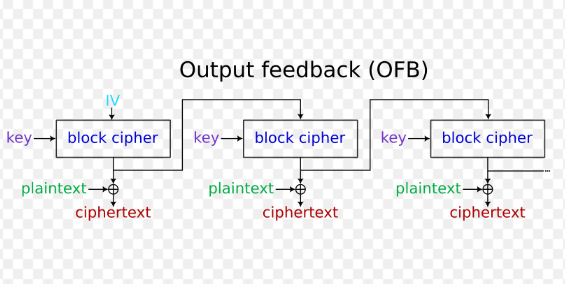 Output feedback (OFB)
IV
key block cipher key block cipher key block cipher
plaintext plaintext plaintext
ciphertext ciphertext ciphertext